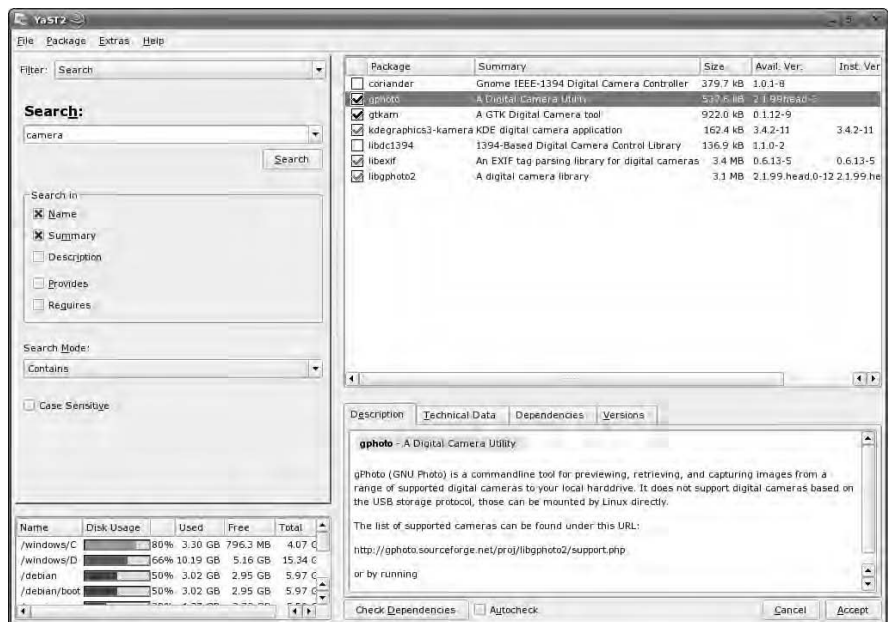 YaST2
File Package Extras Help
Filter: Search
Search:
camera
Search
Search in
Name
Summary
Description
Provides
Requires
Search Mode:
Contains
Case Sensitive
Name Disk Usage Used Free Total
/windows/C 80% 3.30 GB 796.3 MB 4.07 G
/windows/D 66% 10.19 GB 5.16 GB 15.34 G
/debian 50% 3.02 GB 2.95 GB 5.97 G
/debian/boot 50% 3.02 GB 2.95 GB 5.97 G
Package Summary Size Avail. Ver. Inst. Ver
coriander Gnome IEEE-1394 Digital Camera Controller 379.7 kB 1.0.1-8
gphoto A Digital Camera Utility 537.6 kB
gtkam A GTK Digital Camera tool 922.0 kB 0.1.12-9
kdegraphics3-kamera KDE digital camera application 162.4 kB 3.4.2-11 3.4.2-11
libdc1394 1394-Based Digital Camera Control Library 136.9 kB 1.1.0-2
libexif An EXIF tag parsing library for digital cameras 3.4 MB 0.6.13-5 0.6.13-5
libgphoto2 A digital camera library 3.1 MB 2.1.99.head.0-12 2.1.99.he
Description Technical Data Dependencies Versions
gphoto - A Digital Camera Utility
gPhoto (GNU Photo) is a commandline tool for previewing, retrieving, and capturing images from a
range of supported digital cameras to your local harddrive. It does not support digital cameras based on
the USB storage protocol, those can be mounted by Linux directly.
The list of supported cameras can be found under this URL:
http://gphoto.sourceforge.net/proj/libgphoto2/support.php
or by running
Check Dependencies Autocheck Cancel Accept